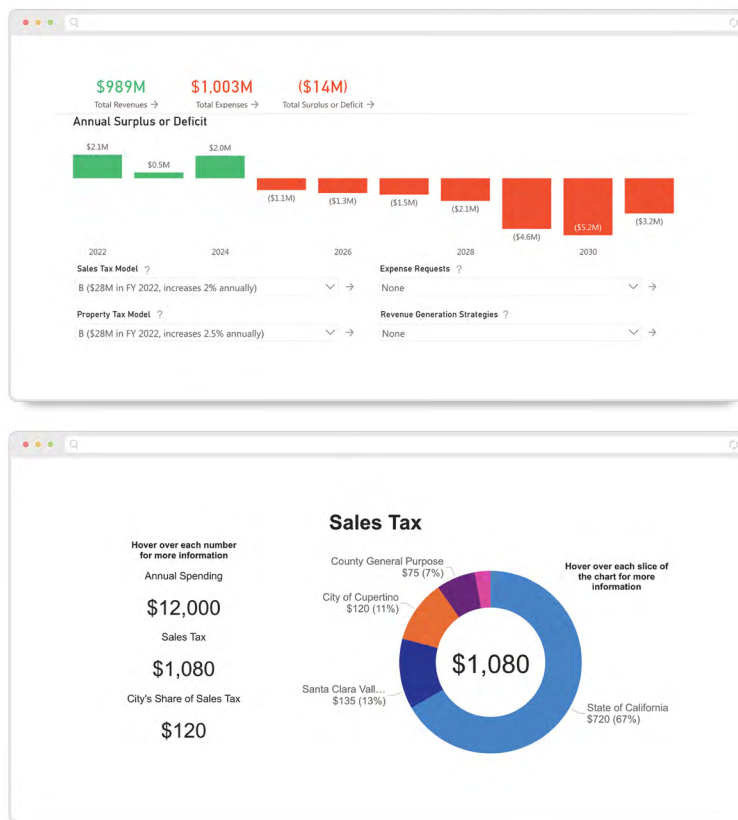 $989M $1,003M ($14M)
Total Revenues → Total Expenses → Total Surplus or Deficit →
Annual Surplus or Deficit
$2.1M
$0.5M
$2.0M
($1.1M)
($1.3M)
($1.5M)
($2.1M)
($4.6M)
($5.2M)
($3.2M)
2022 2024 2026 2028 2030
Sales Tax Model ?
B ($28M in FY 2022, increases 2% annually)
Expense Requests ?
None
Property Tax Model ?
B ($28M in FY 2022, increases 2.5% annually)
Revenue Generation Strategies ?
None
Sales Tax
Hover over each number
for more information
Annual Spending
$12,000
Sales Tax
$1,080
City's Share of Sales Tax
$120
County General Purpose
$75 (7%)
City of Cupertino
$120 (11%)
Santa Clara Vall...
$135 (13%)
$1,080
State of California
$720 (67%)
Hover over each slice of
the chart for more
information